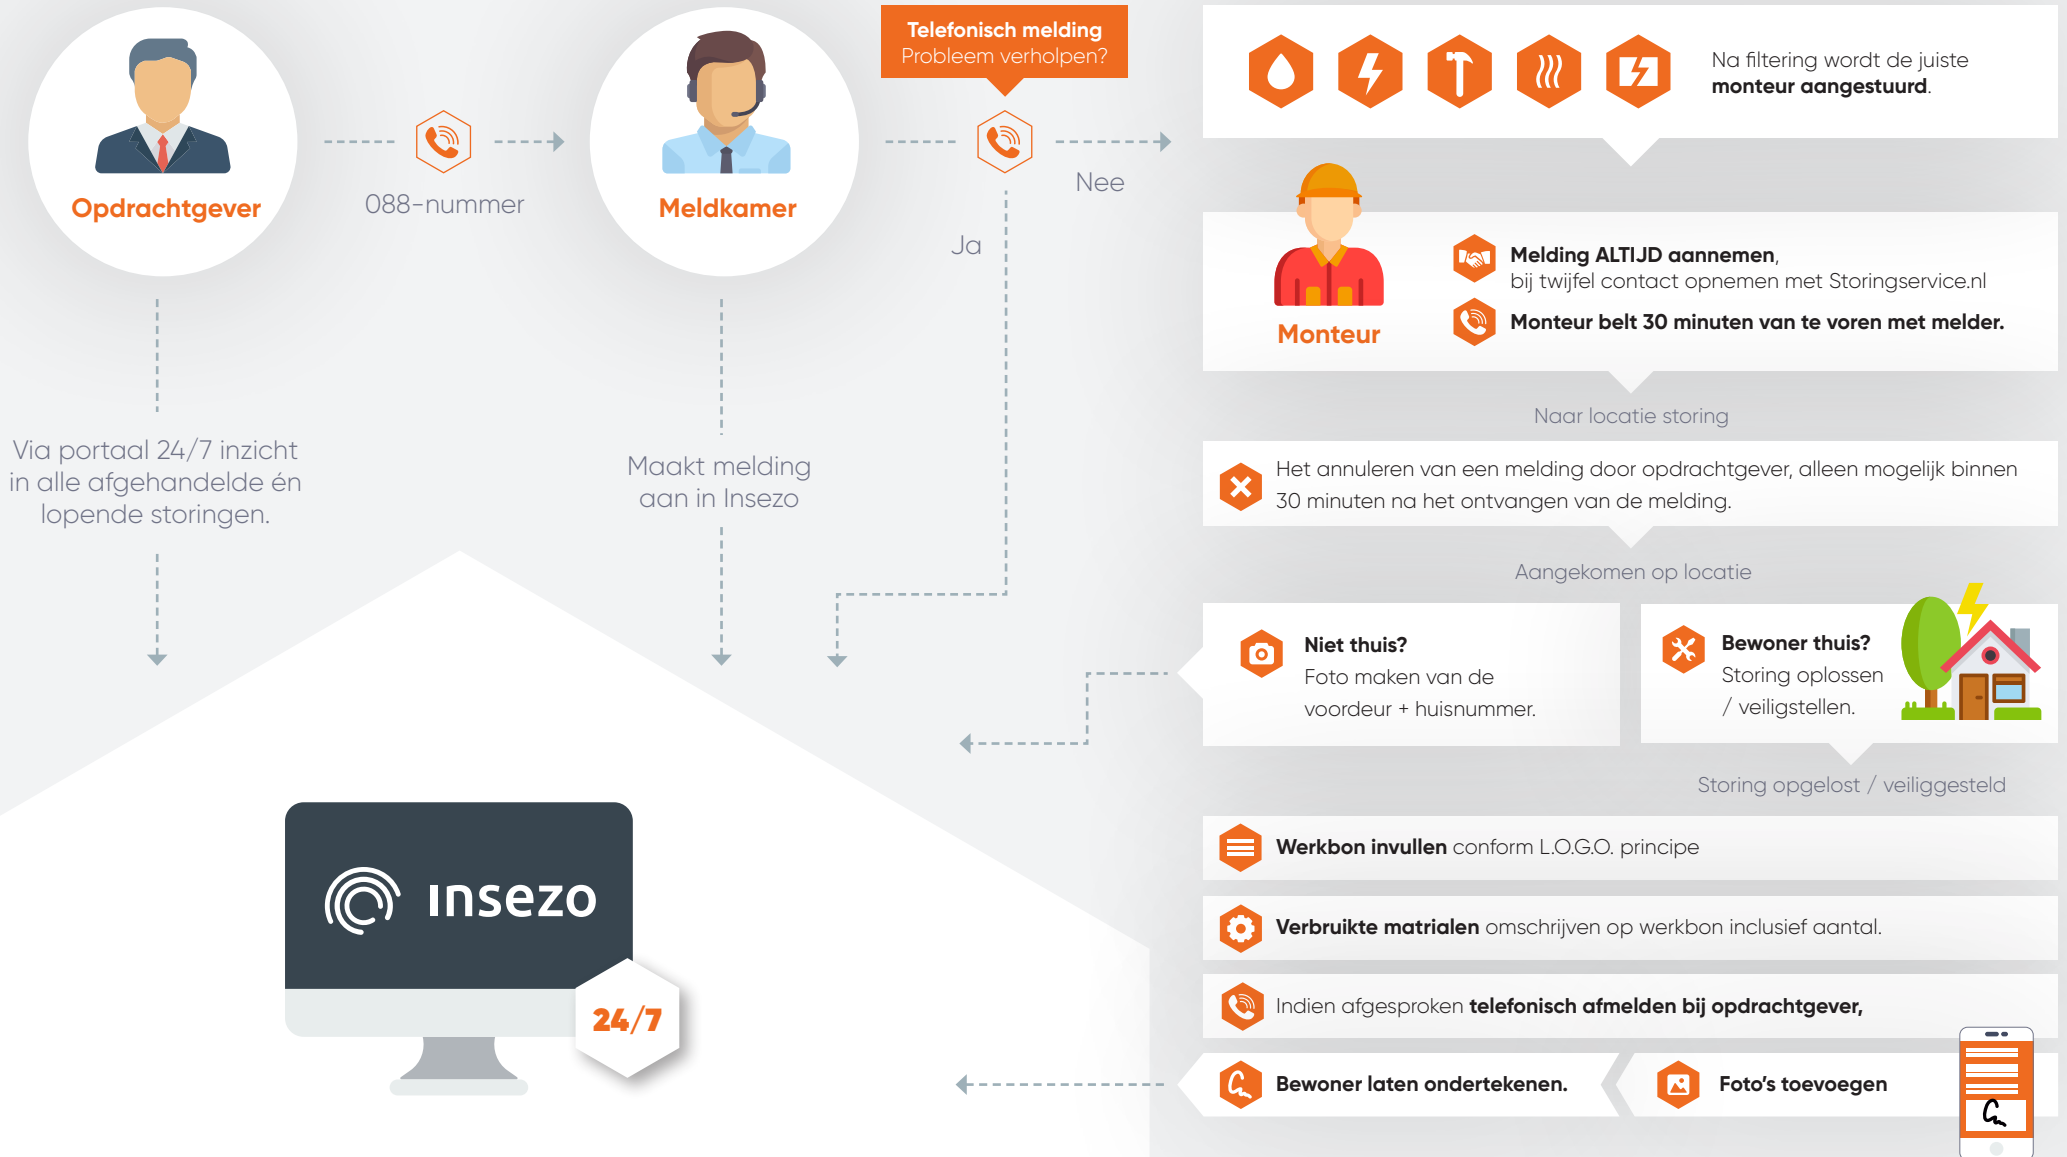 Opdrachtgever
088-nummer
Meldkamer
Telefonisch melding
Probleem verholpen?
Nee
Ja
Via portaal 24/7 inzicht
in alle afgehandelde én
lopende storingen.
Maakt melding
aan in Insezo
insezo
24/7
Na filtering wordt de juiste
monteur aangestuurd.
Monteur
Melding ALTIJD aannemen,
bij twijfel contact opnemen met Storingservice.nl
Monteur belt 30 minuten van te voren met melder.
Naar locatie storing
Het annuleren van een melding door opdrachtgever, alleen mogelijk binnen
30 minuten na het ontvangen van de melding.
Aangekomen op locatie
Niet thuis?
Foto maken van de
voordeur + huisnummer.
Bewoner thuis?
Storing oplossen
/ veiligstellen.
Storing opgelost / veiliggesteld
Werkbon invullen conform L.O.G.O. principe
Verbruikte matrialen omschrijven op werkbon inclusief aantal.
Indien afgesproken telefonisch afmelden bij opdrachtgever,
Bewoner laten ondertekenen.
Foto's toevoegen